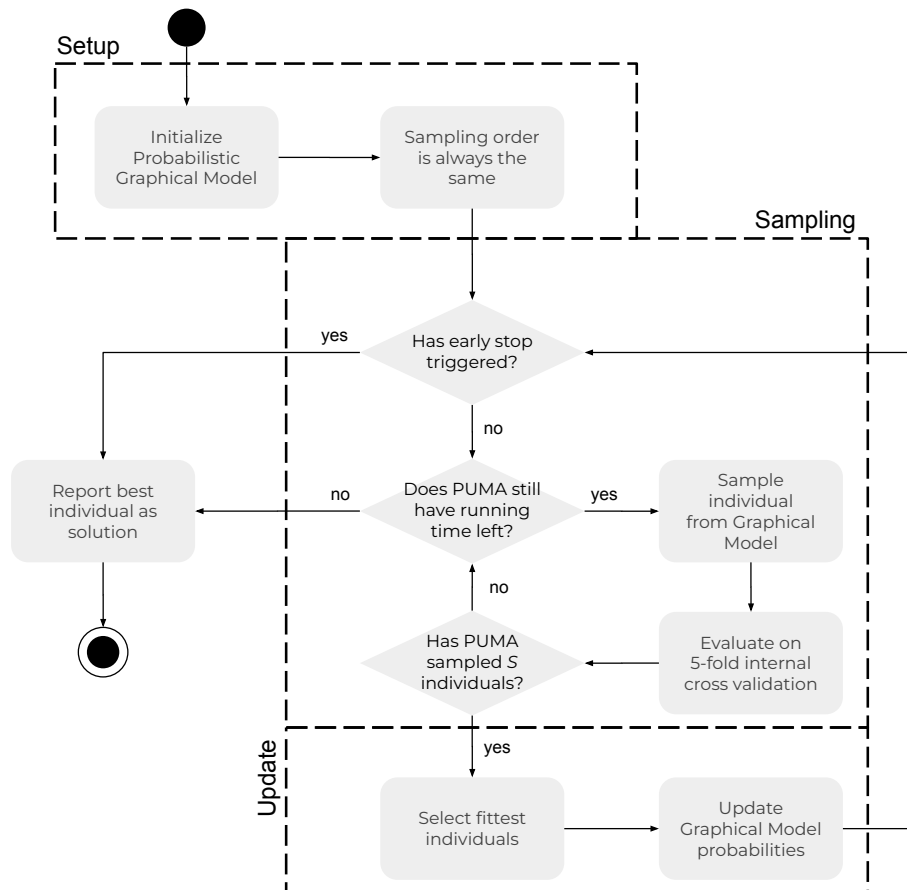 Setup
Initialize
Probabilistic
Graphical Model
Sampling order
is always the
same
Sampling
yes
Has early stop
triggered?
no
Report best
individual as
solution
no
Does PUMA still
have running
time left?
yes
Sample
individual
from Graphical
Model
no
Has PUMA
sampled S
individuals?
Evaluate on
5-fold internal
cross validation
yes
Update
Select fittest
individuals
Update
Graphical Model
probabilities